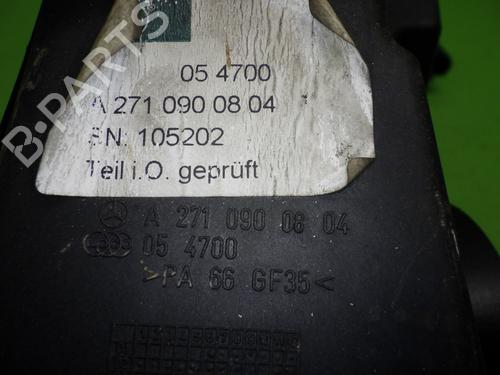 05 4700
A 271 090 08 04
SN: 105202
Teil i.O. geprüft
A 271 090 08 04
05 4700
>PA 66 GF35<
B-PARTS